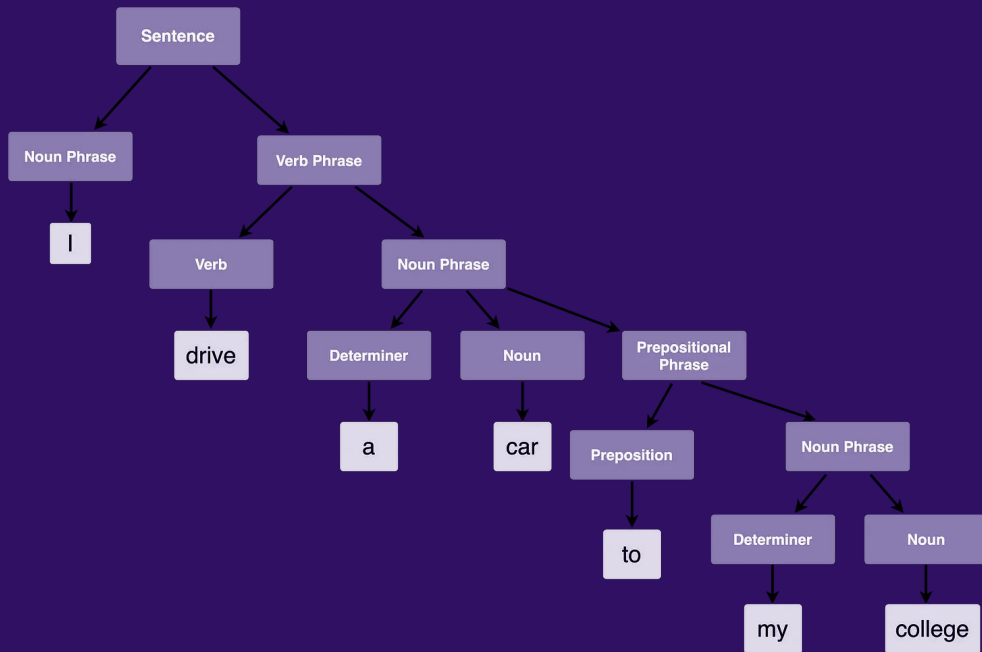 Sentence
Noun Phrase
Verb Phrase
I
Verb
Noun Phrase
drive
Determiner
Noun
Prepositional
Phrase
a
car
Preposition
Noun Phrase
to
Determiner
Noun
my
college